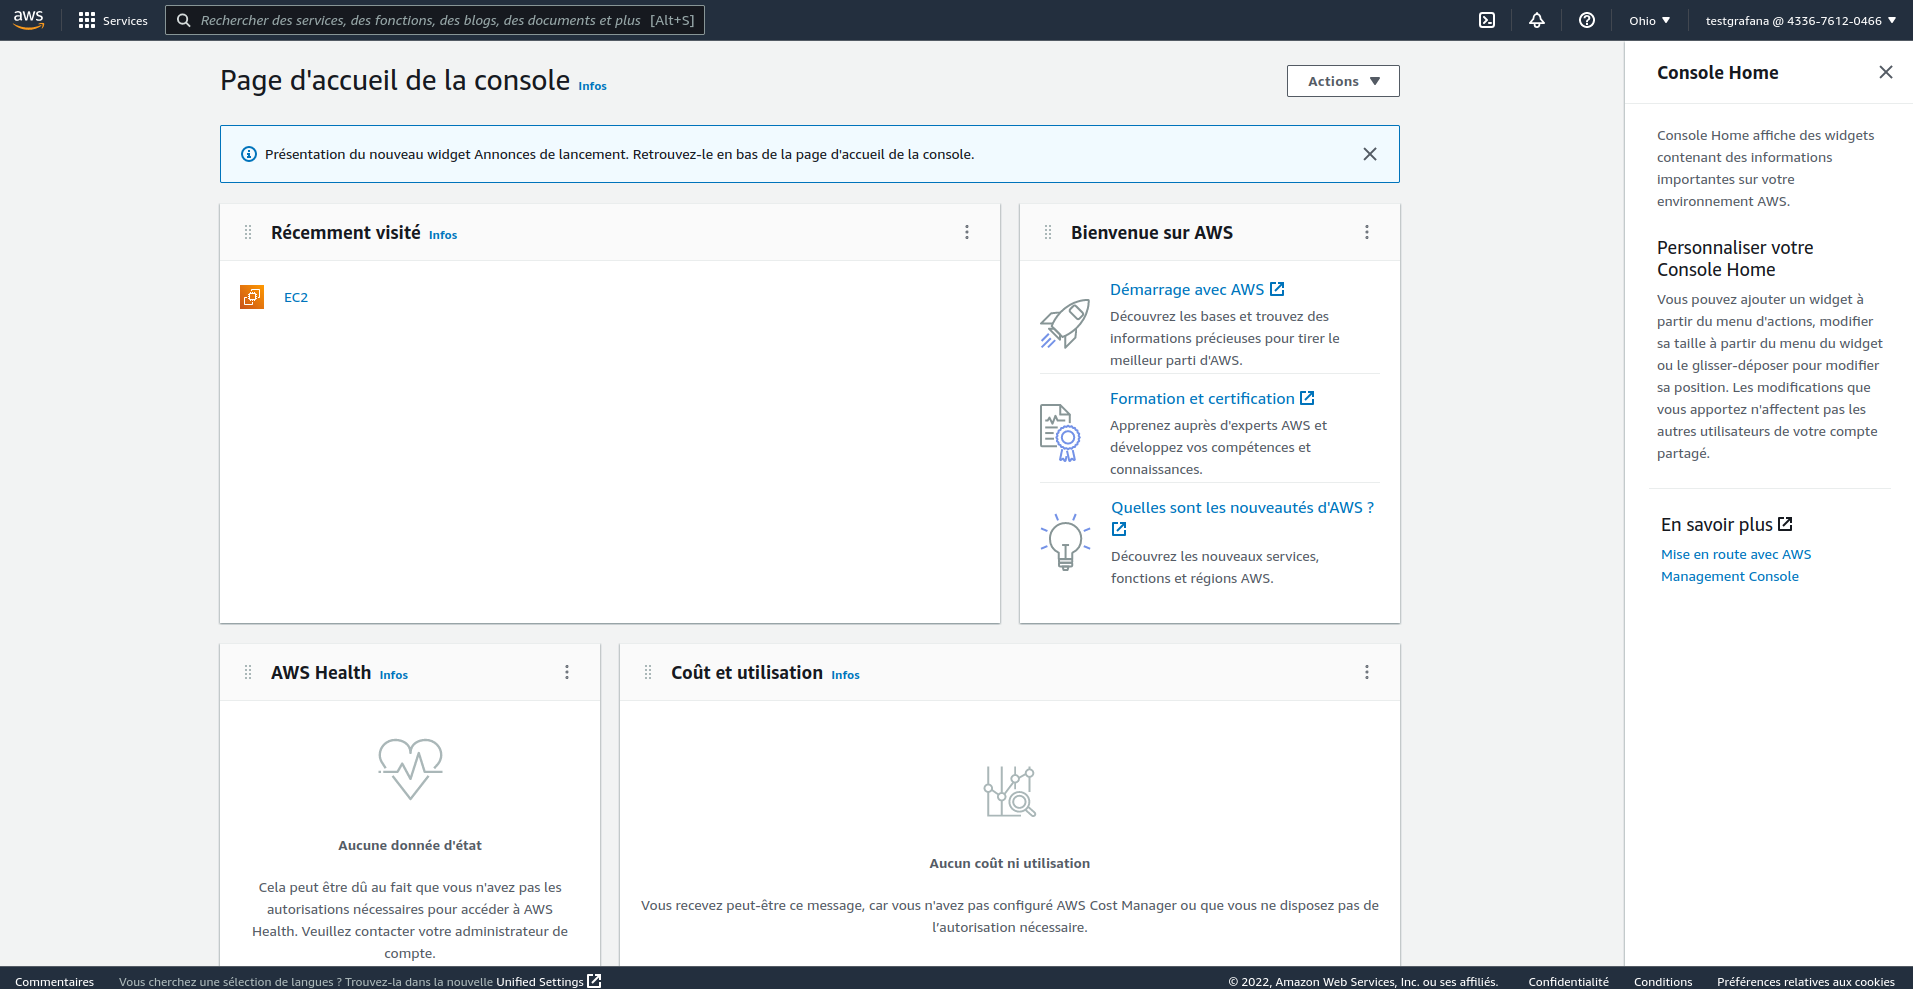 aws
Services
Rechercher des services, des fonctions, des blogs, des documents et plus [Alt+S]
Ohio
testgrafana @ 4336-7612-0466
Page d'accueil de la console Infos
Actions
Présentation du nouveau widget Annonces de lancement. Retrouvez-le en bas de la page d'accueil de la console.
Récemment visité Infos
EC2
Bienvenue sur AWS
Démarrage avec AWS
Découvrez les bases et trouvez des
informations précieuses pour tirer le
meilleur parti d'AWS.
Formation et certification
Apprenez auprès d'experts AWS et
développez vos compétences et
connaissances.
Quelles sont les nouveautés d'AWS ?
Découvrez les nouveaux services,
fonctions et régions AWS.
AWS Health Infos
Aucune donnée d'état
Cela peut être dû au fait que vous n'avez pas les
autorisations nécessaires pour accéder à AWS
Health. Veuillez contacter votre administrateur de
compte.
Coût et utilisation Infos
Aucun coût ni utilisation
Vous recevez peut-être ce message, car vous n'avez pas configuré AWS Cost Manager ou que vous ne disposez pas de
l'autorisation nécessaire.
Console Home
Console Home affiche des widgets
contenant des informations
importantes sur votre
environnement AWS.
Personnaliser votre
Console Home
Vous pouvez ajouter un widget à
partir du menu d'actions, modifier
sa taille à partir du menu du widget
ou le glisser-déposer pour modifier
sa position. Les modifications que
vous apportez n'affectent pas les
autres utilisateurs de votre compte
partagé.
En savoir plus
Mise en route avec AWS
Management Console
Commentaires
Vous cherchez une sélection de langues ? Trouvez-la dans la nouvelle Unified Settings
© 2022, Amazon Web Services, Inc. ou ses affiliés.
Confidentialité
Conditions
Préférences relatives aux cookies